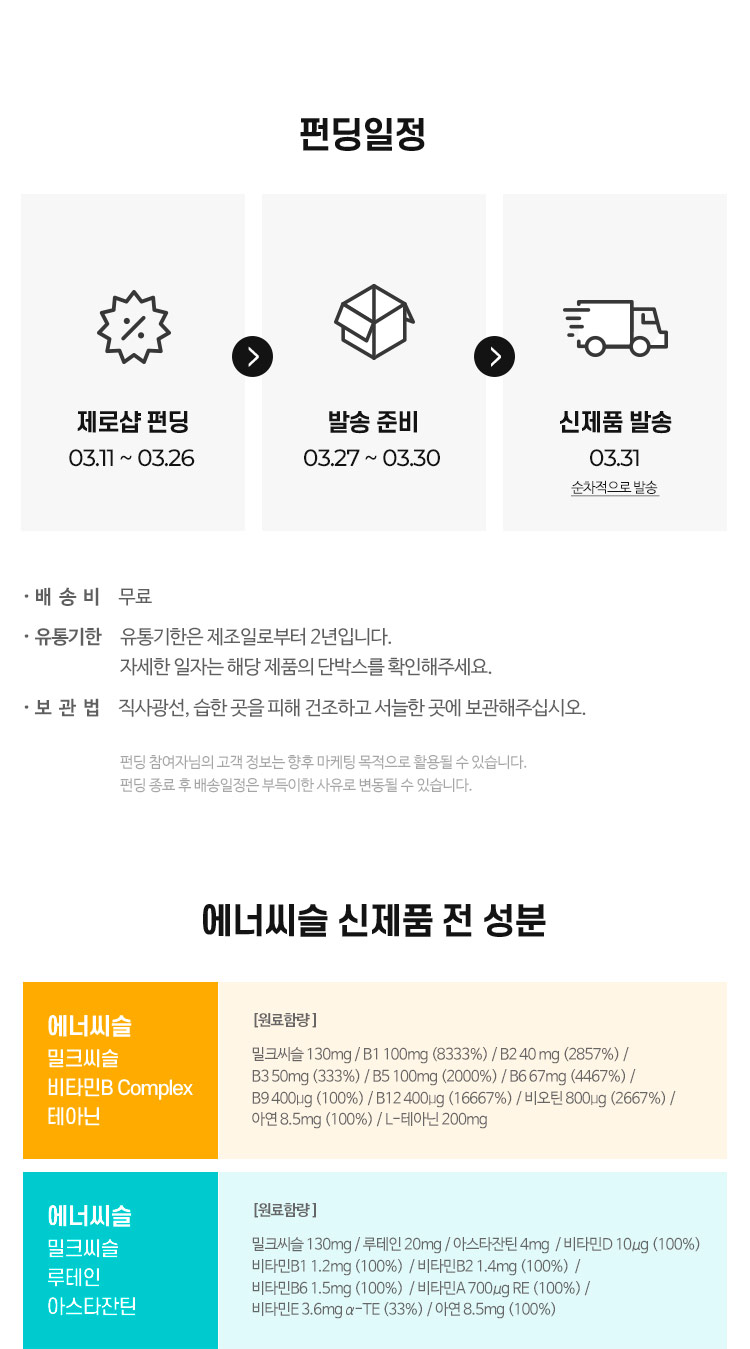 펀딩일정
제로샵 펀딩
03.11 ~ 03.26
발송 준비
03.27 ~ 03.30
신제품 발송
03.31
순차적으로 발송
· 배 송 비 무료
· 유통기한 유통기한은 제조일로부터 2년입니다.
자세한 일자는 해당 제품의 단박스를 확인해주세요.
· 보 관 법 직사광선, 습한 곳을 피해 건조하고 서늘한 곳에 보관해주십시오.
펀딩 참여자님의 고객 정보는 향후 마케팅 목적으로 활용될 수 있습니다.
펀딩 종료 후 배송일정은 부득이한 사유로 변동될 수 있습니다.
에너씨슬 신제품 전 성분
에너씨슬
밀크씨슬
비타민B Complex
테아닌
[원료함량]
밀크씨슬 130mg / B1 100mg (8333%) / B2 40 mg (2857%) /
B3 50mg (333%) / B5 100mg (2000%) / B6 67mg (4467%) /
B9 400μg (100%) / B12 400μg (16667%) / 비오틴 800μg (2667%) /
아연 8.5mg (100%) / L-테아닌 200mg
에너씨슬
밀크씨슬
루테인
아스타잔틴
[원료함량]
밀크씨슬 130mg / 루테인 20mg / 아스타잔틴 4mg / 비타민D 10μg (100%)
비타민B1 1.2mg (100%) / 비타민B2 1.4mg (100%) /
비타민B6 1.5mg (100%) / 비타민A 700μg RE (100%) /
비타민E 3.6mg α-TE (33%) / 아연 8.5mg (100%)